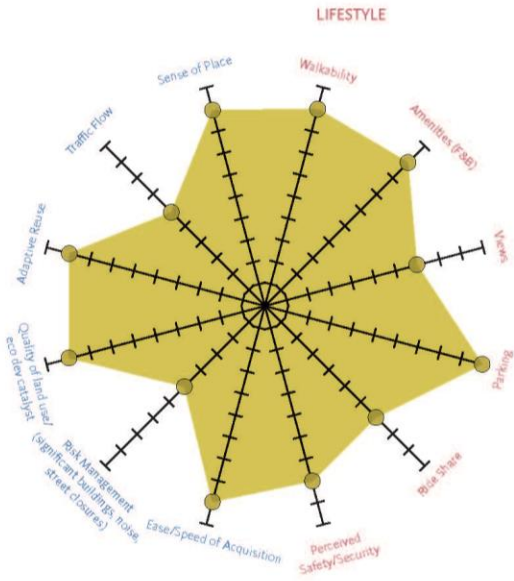 LIFESTYLE
Sense of Place
Walkability
Traffic Flow
Amenities (F&B)
Adaptive Reuse
Views
Quality of land use/
eco dev catalyst
Parking
Risk Management
(significant buildings, noise,
street closures)
Ride Share
Ease/Speed of Acquisition
Perceived
Safety/Security